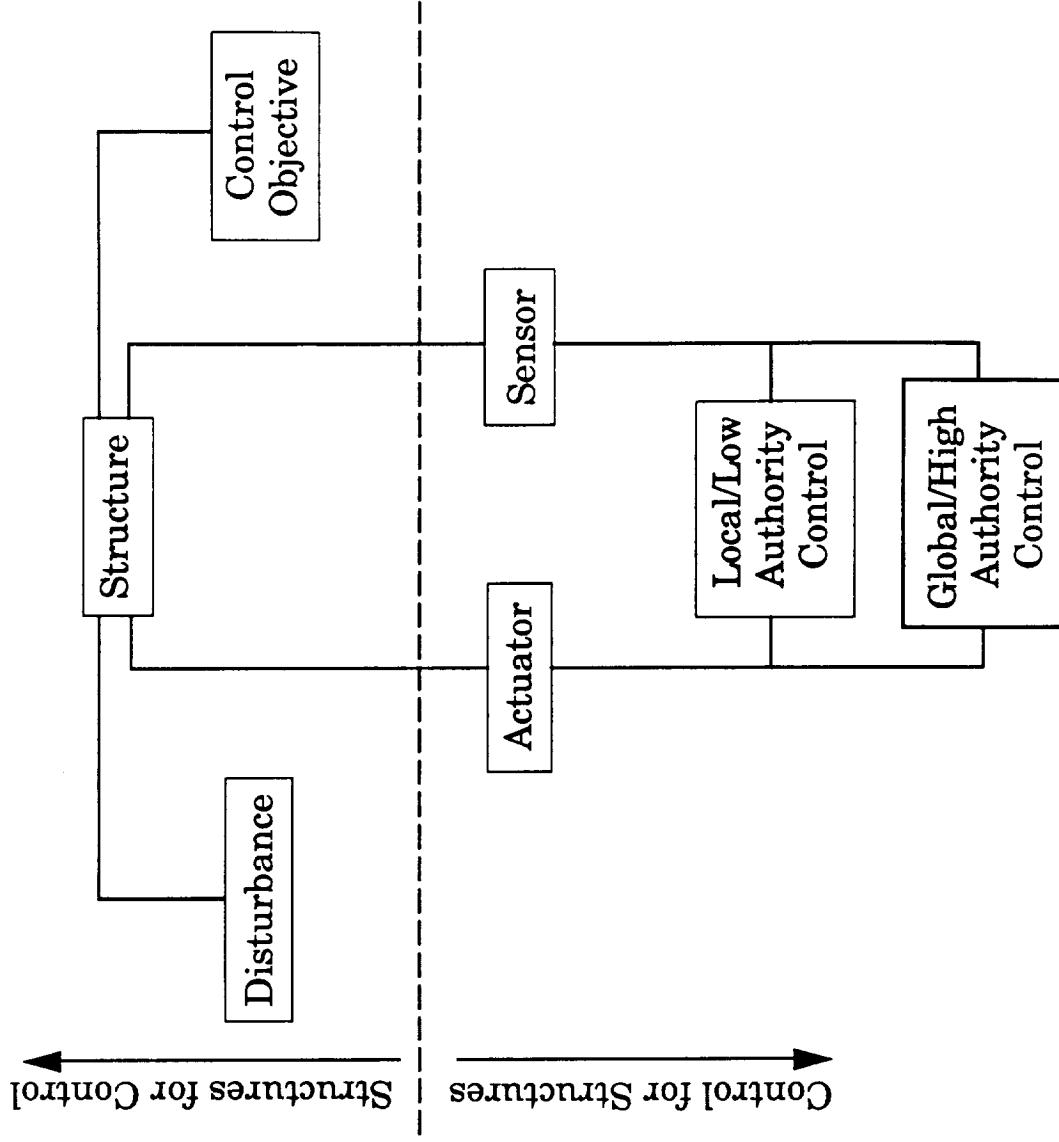 Structure
Disturbance
Control
Objective
Actuator
Sensor
Local/Low
Authority
Control
Global/High
Authority
Control
Structures for Control
Control for Structures